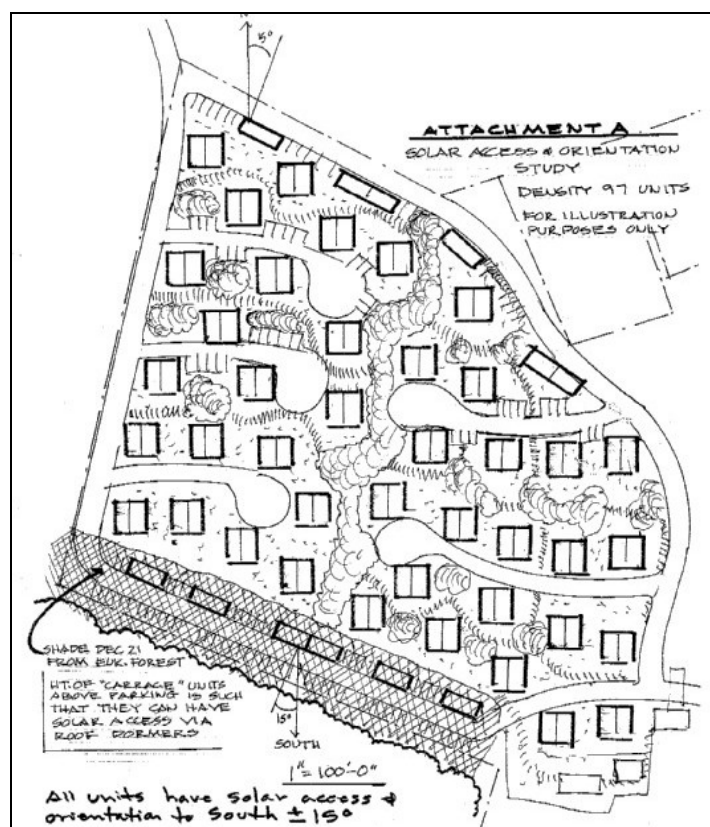 15°
ATTACHMENT A
SOLAR ACCESS & ORIENTATION
STUDY
DENSITY 97 UNITS
FOR ILLUSTRATION
PURPOSES ONLY
SHADE DEC 21
FROM EUK. FOREST
HT. OF "CARRAGE" UNITS
ABOVE PARKING IS SUCH
THAT THEY CAN HAVE
SOLAR ACCESS VIA
ROOF DORMERS
15°
SOUTH
1" = 100'-0"
All units have solar access &
orientation to South ± 15°